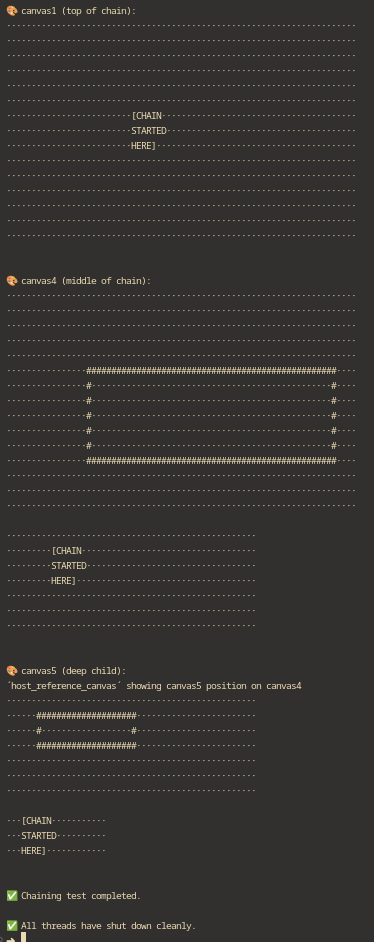 🎨 canvas1 (top of chain):
······································································
······································································
······································································
······································································
······································································
······································································
·························[CHAIN·······································
·························STARTED······································
·························HERE]········································
······································································
······································································
······································································
······································································
······································································
······································································
🎨 canvas4 (middle of chain):
······································································
······································································
······································································
······································································
······································································
················##################################################····
················#················································#····
················#················································#····
················#················································#····
················#················································#····
················#················································#····
················##################################################····
······································································
······································································
······································································
··················································
·········[CHAIN···································
·········STARTED··································
·········HERE]····································
··················································
··················································
··················································
🎨 canvas5 (deep child):
´host_reference_canvas´ showing canvas5 position on canvas4
··················································
······####################························
······#··················#························
······####################························
··················································
··················································
··················································
···[CHAIN···········
···STARTED··········
···HERE]············
✅ Chaining test completed.
✅ All threads have shut down cleanly.
➜